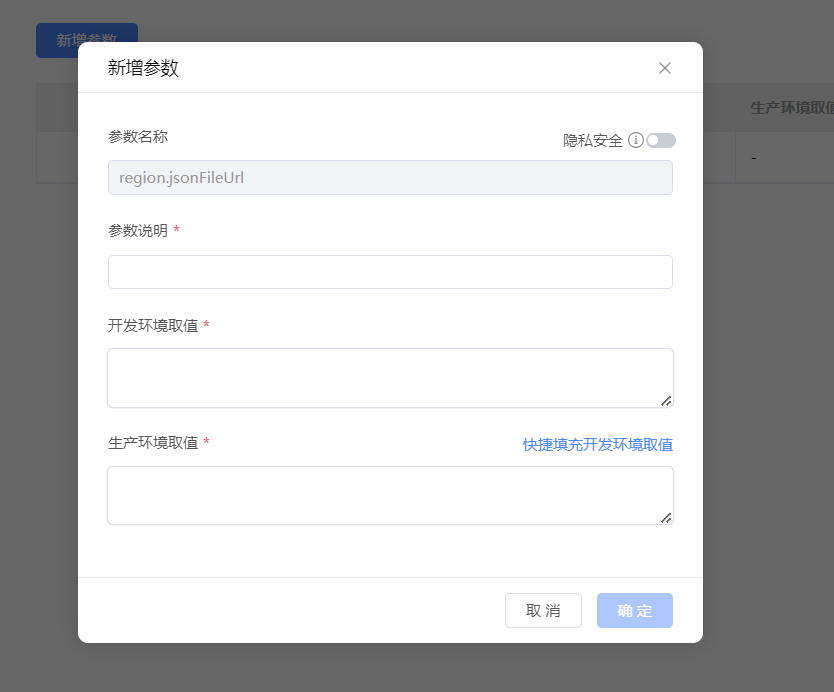 新增参数
生产环境取值
-
新增参数
参数名称
隐私安全
region.jsonFileUrl
参数说明 *
开发环境取值 *
生产环境取值 *
快捷填充开发环境取值
取 消
确 定